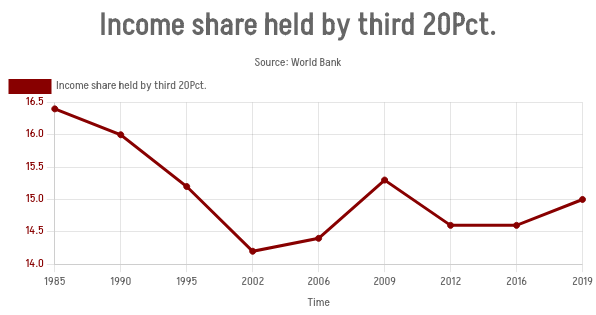 Income share held by third 20Pct.
Source: World Bank
Income share held by third 20Pct.
16.5
16.0
15.5
15.0
14.5
14.0
1985 1990 1995 2002 2006 2009 2012 2016 2019
Time